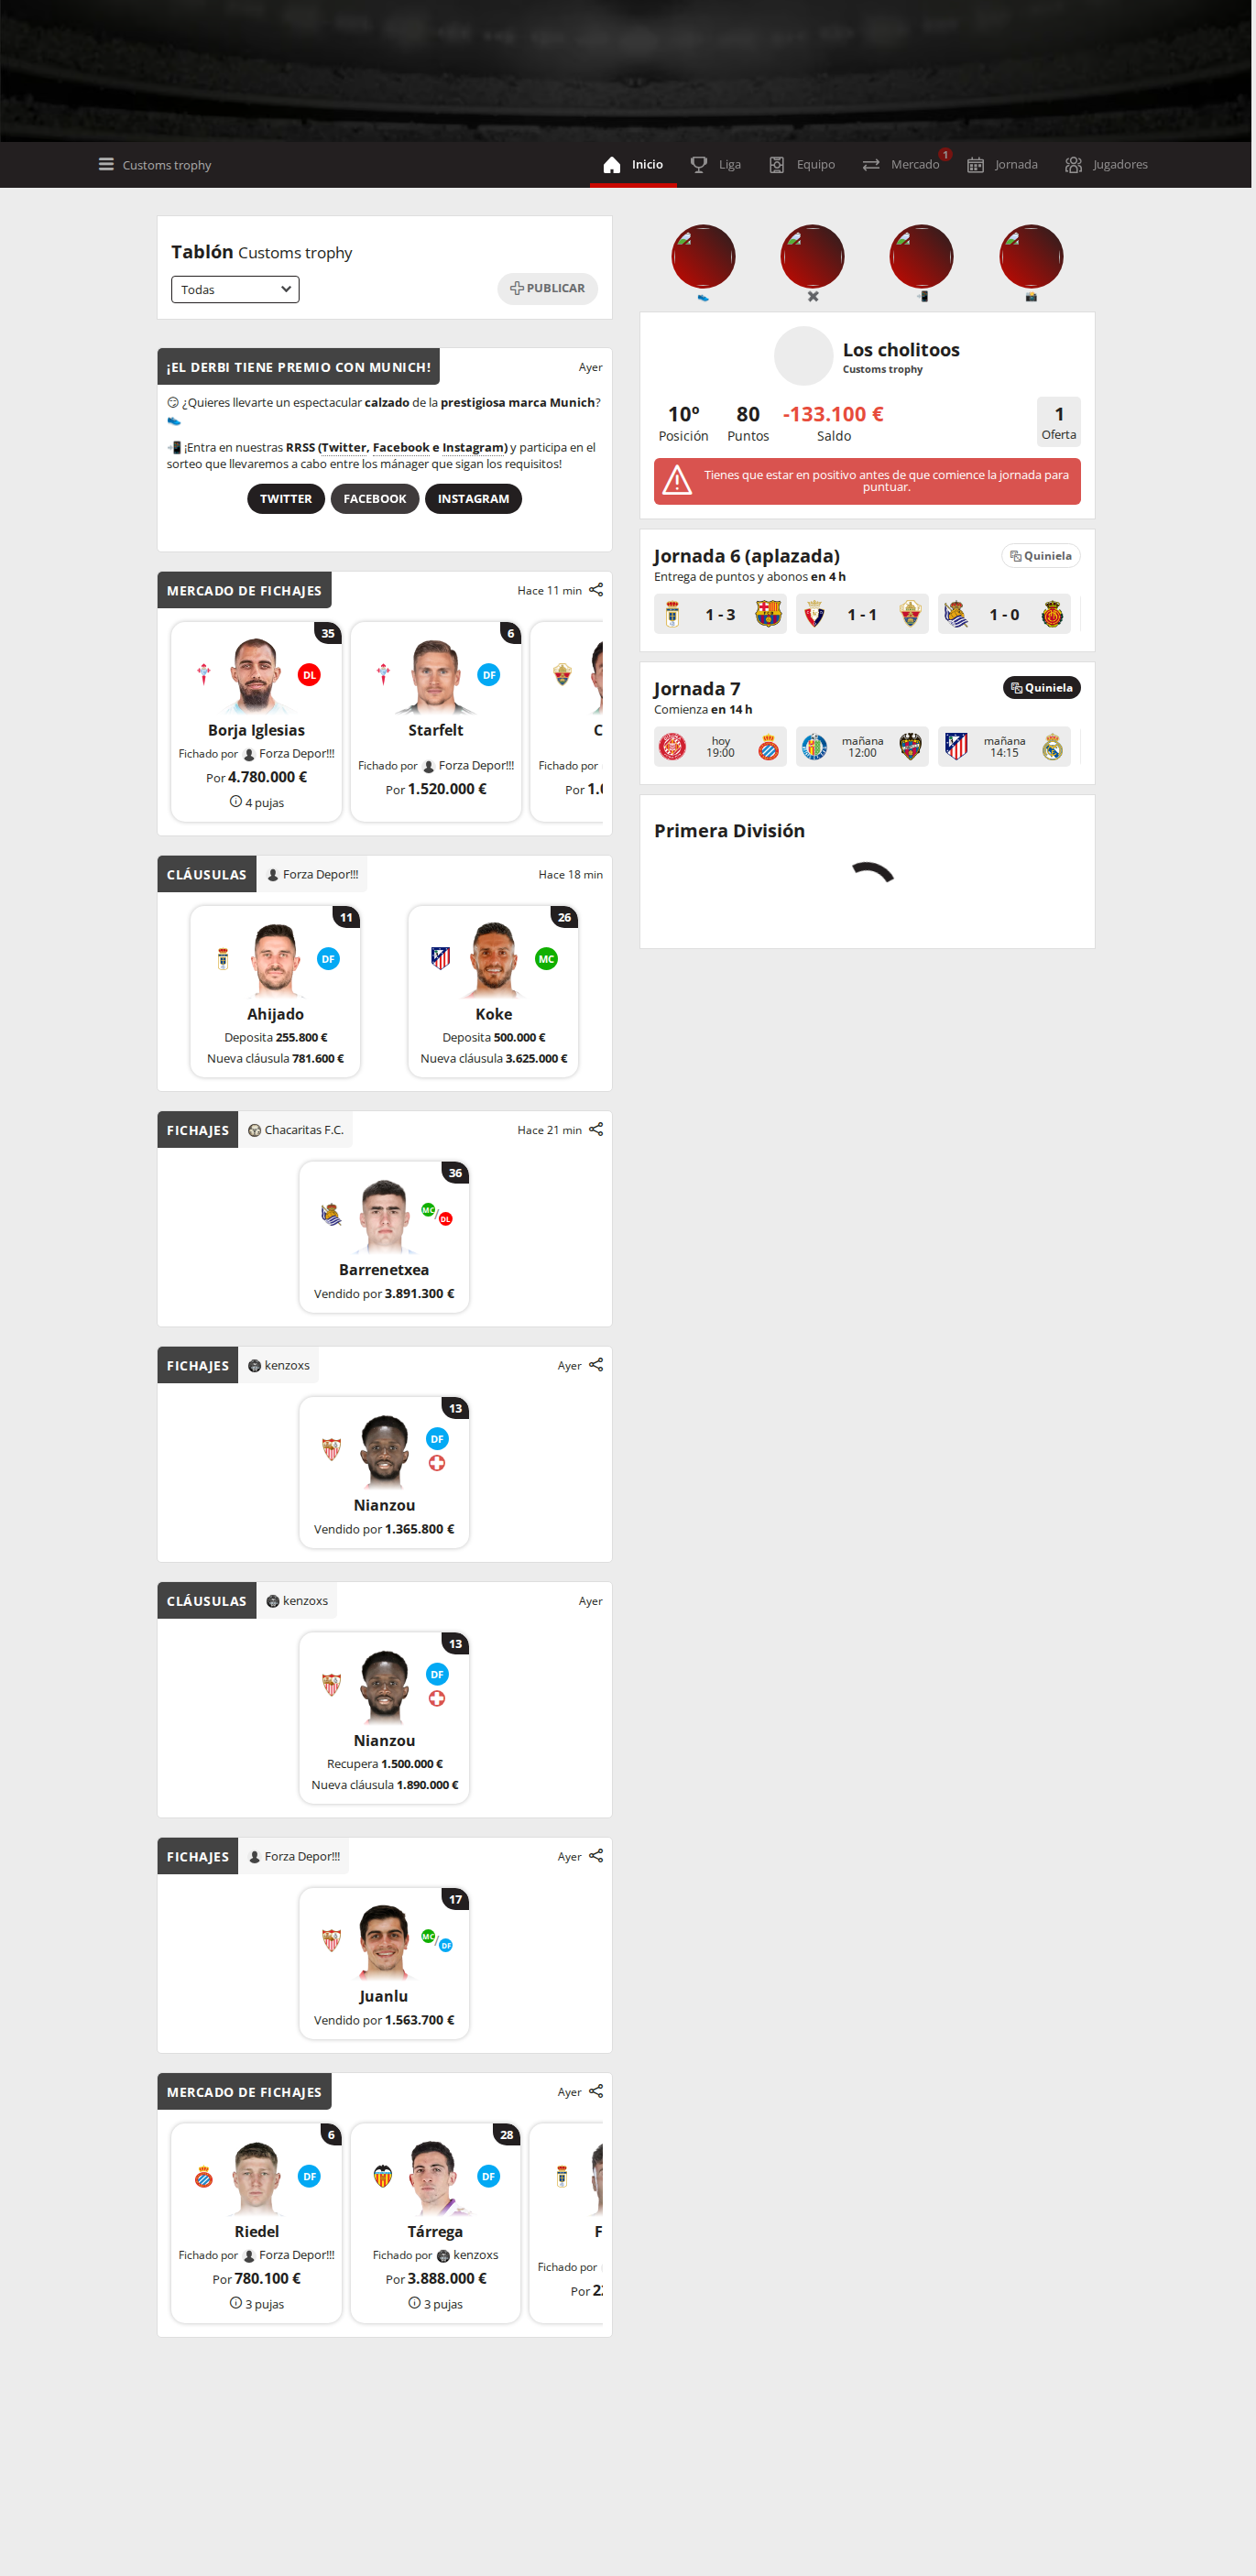 Customs trophy
Inicio
Liga
Equipo
Mercado
1
Jornada
Jugadores
Tablón Customs trophy
Todas
PUBLICAR
¡EL DERBI TIENE PREMIO CON MUNICH!
Ayer
¿Quieres llevarte un espectacular calzado de la prestigiosa marca Munich?
¡Entra en nuestras RRSS (Twitter, Facebook e Instagram) y participa en el
sorteo que llevaremos a cabo entre los mánager que sigan los requisitos!
TWITTER
FACEBOOK
INSTAGRAM
MERCADO DE FICHAJES
Hace 11 min
35
DL
Borja Iglesias
Fichado por Forza Depor!!!
Por 4.780.000 €
4 pujas
6
DF
Starfelt
Fichado por Forza Depor!!!
Por 1.520.000 €
C
Fichado por
Por 1.
CLÁUSULAS
Forza Depor!!!
Hace 18 min
11
DF
Ahijado
Deposita 255.800 €
Nueva cláusula 781.600 €
26
MC
Koke
Deposita 500.000 €
Nueva cláusula 3.625.000 €
FICHAJES
Chacaritas F.C.
Hace 21 min
36
MC/DL
Barrenetxea
Vendido por 3.891.300 €
FICHAJES
kenzoxs
Ayer
13
DF
Nianzou
Vendido por 1.365.800 €
CLÁUSULAS
kenzoxs
Ayer
13
DF
Nianzou
Recupera 1.500.000 €
Nueva cláusula 1.890.000 €
FICHAJES
Forza Depor!!!
Ayer
17
MC/DF
Juanlu
Vendido por 1.563.700 €
MERCADO DE FICHAJES
Ayer
6
DF
Riedel
Fichado por Forza Depor!!!
Por 780.100 €
3 pujas
28
DF
Tárrega
Fichado por kenzoxs
Por 3.888.000 €
3 pujas
F
Fichado por
Por 2
Los cholitoos
Customs trophy
10º
Posición
80
Puntos
-133.100 €
Saldo
1
Oferta
Tienes que estar en positivo antes de que comience la jornada para
puntuar.
Jornada 6 (aplazada)
Quiniela
Entrega de puntos y abonos en 4 h
1 - 3
1 - 1
1 - 0
Jornada 7
Quiniela
Comienza en 14 h
hoy
19:00
mañana
12:00
mañana
14:15
Primera División